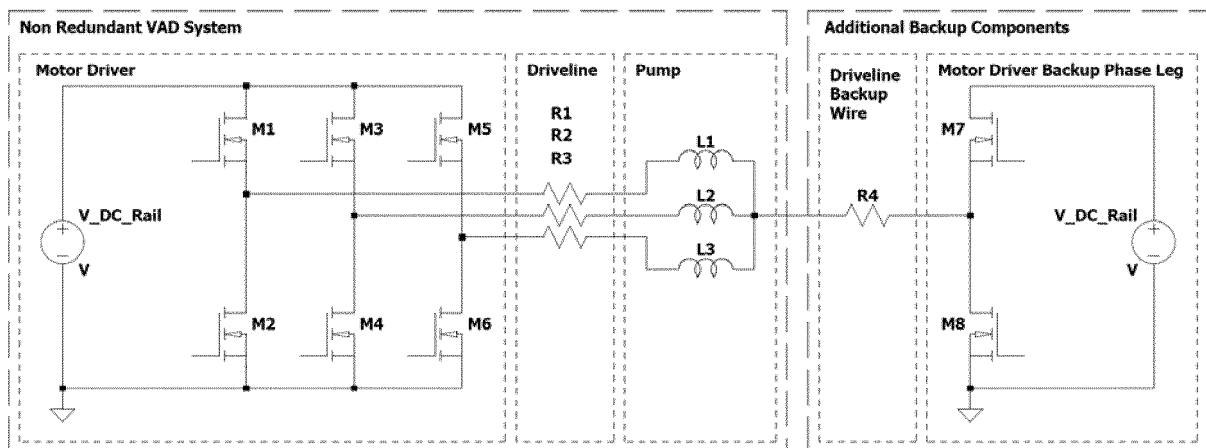 Non Redundant VAD System
Additional Backup Components
Motor Driver
Driveline
Pump
Driveline
Backup
Wire
Motor Driver Backup Phase Leg
M1
M3
M5
R1
R2
R3
L1
L2
L3
R4
M7
V_DC_Rail
V
V_DC_Rail
V
M2
M4
M6
M8
+
−
+
−